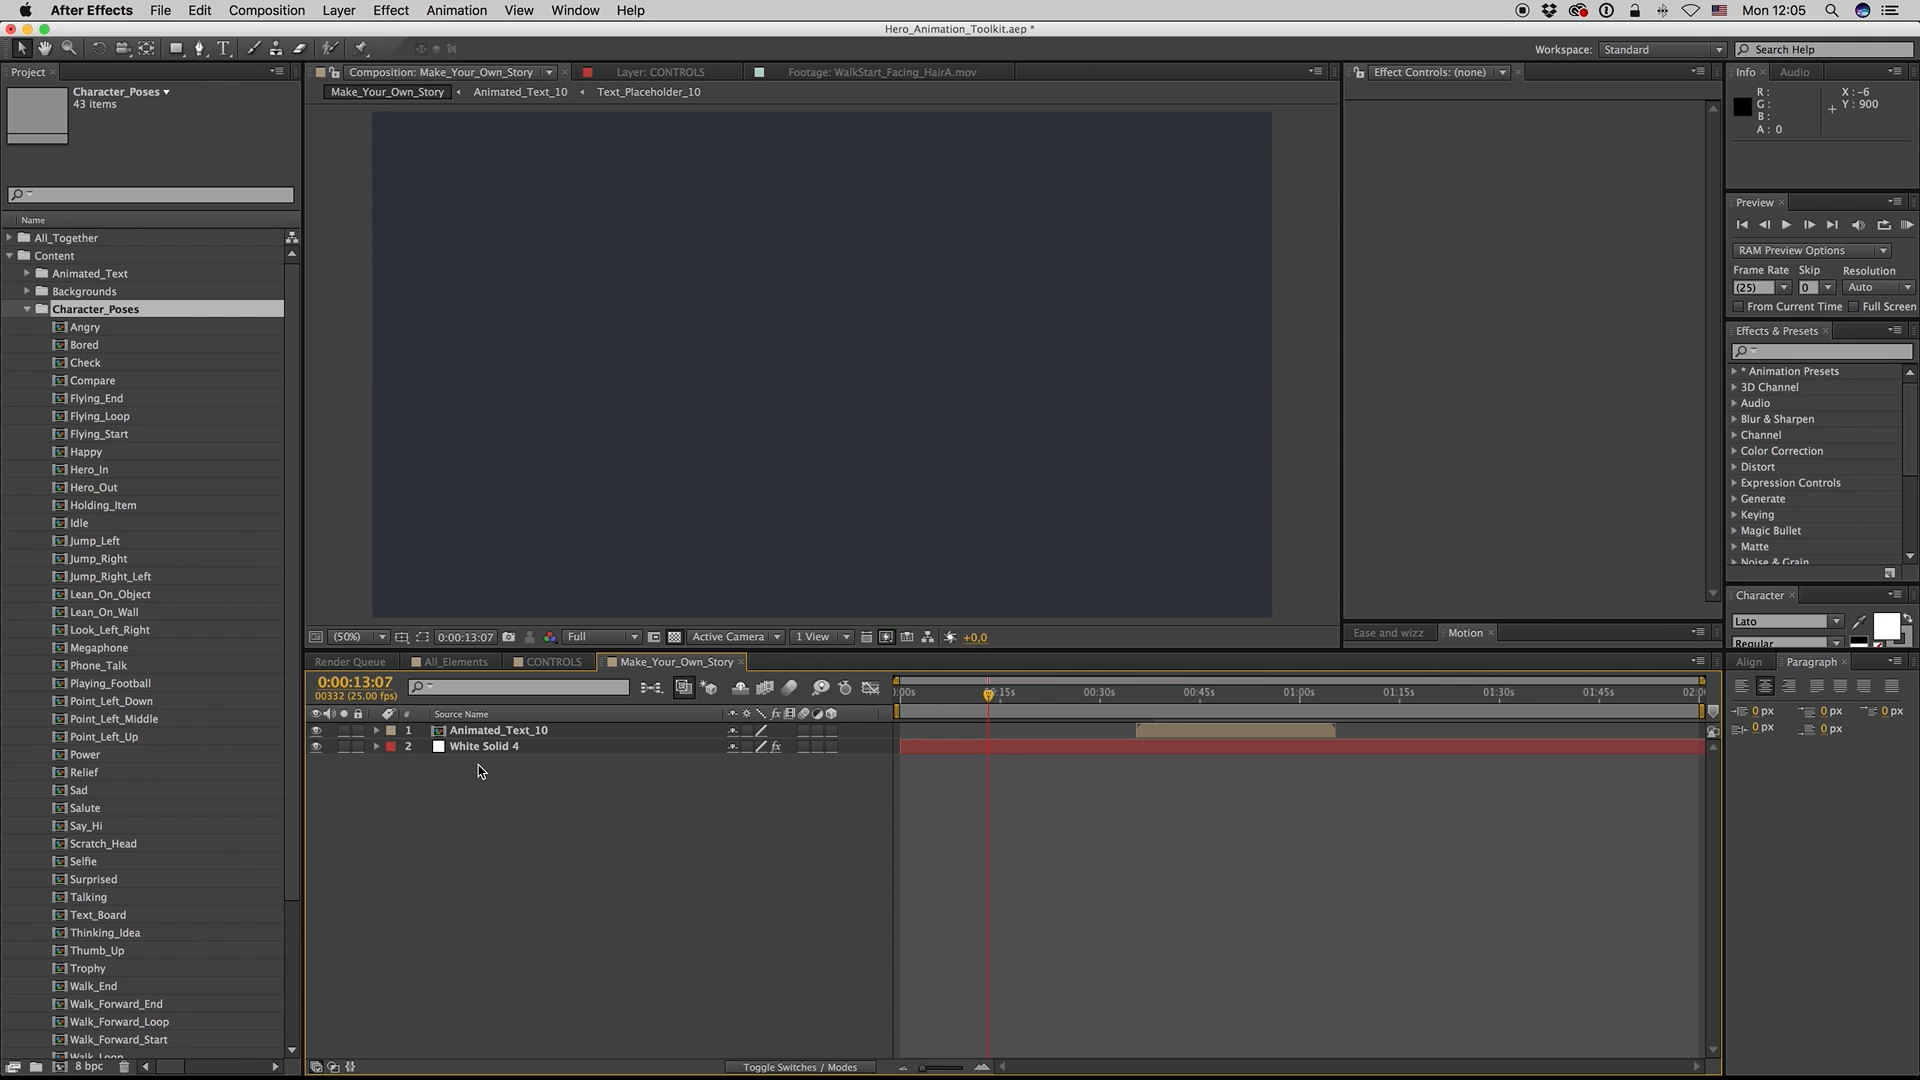 After Effects File Edit Composition Layer Effect Animation View Window Help Mon 12:05
Hero_Animation_Toolkit.aep *
Workspace: Standard Search Help
Project
Composition: Make_Your_Own_Story Layer: CONTROLS Footage: WalkStart_Facing_HairA.mov
Effect Controls: (none)
Info Audio
Character_Poses
43 items
Make_Your_Own_Story Animated_Text_10 Text_Placeholder_10
R :
G :
B :
A : 0
X : -6
Y : 900
Preview
RAM Preview Options
Frame Rate Skip Resolution
(25) 0 Auto
From Current Time Full Screen
Effects & Presets
* Animation Presets
3D Channel
Audio
Blur & Sharpen
Channel
Color Correction
Distort
Expression Controls
Generate
Keying
Magic Bullet
Matte
Noise & Grain
Character
Lato
Regular
Name
All_Together
Content
Animated_Text
Backgrounds
Character_Poses
Angry
Bored
Check
Compare
Flying_End
Flying_Loop
Flying_Start
Happy
Hero_In
Hero_Out
Holding_Item
Idle
Jump_Left
Jump_Right
Jump_Right_Left
Lean_On_Object
Lean_On_Wall
Look_Left_Right
Megaphone
Phone_Talk
Playing_Football
Point_Left_Down
Point_Left_Middle
Point_Left_Up
Power
Relief
Sad
Salute
Say_Hi
Scratch_Head
Selfie
Surprised
Talking
Text_Board
Thinking_Idea
Thumb_Up
Trophy
Walk_End
Walk_Forward_End
Walk_Forward_Loop
Walk_Forward_Start
Walk_Loop
8 bpc
(50%) 0:00:13:07 Full Active Camera 1 View +0,0
Ease and wizz Motion
Render Queue All_Elements CONTROLS Make_Your_Own_Story
0:00:13:07
00332 (25.00 fps)
):00s 0:15s 00:30s 00:45s 01:00s 01:15s 01:30s 01:45s 02:0
# Source Name fx
1 Animated_Text_10
2 White Solid 4 fx
Toggle Switches / Modes
Align Paragraph
0 px 0 px 0 px
0 px 0 px